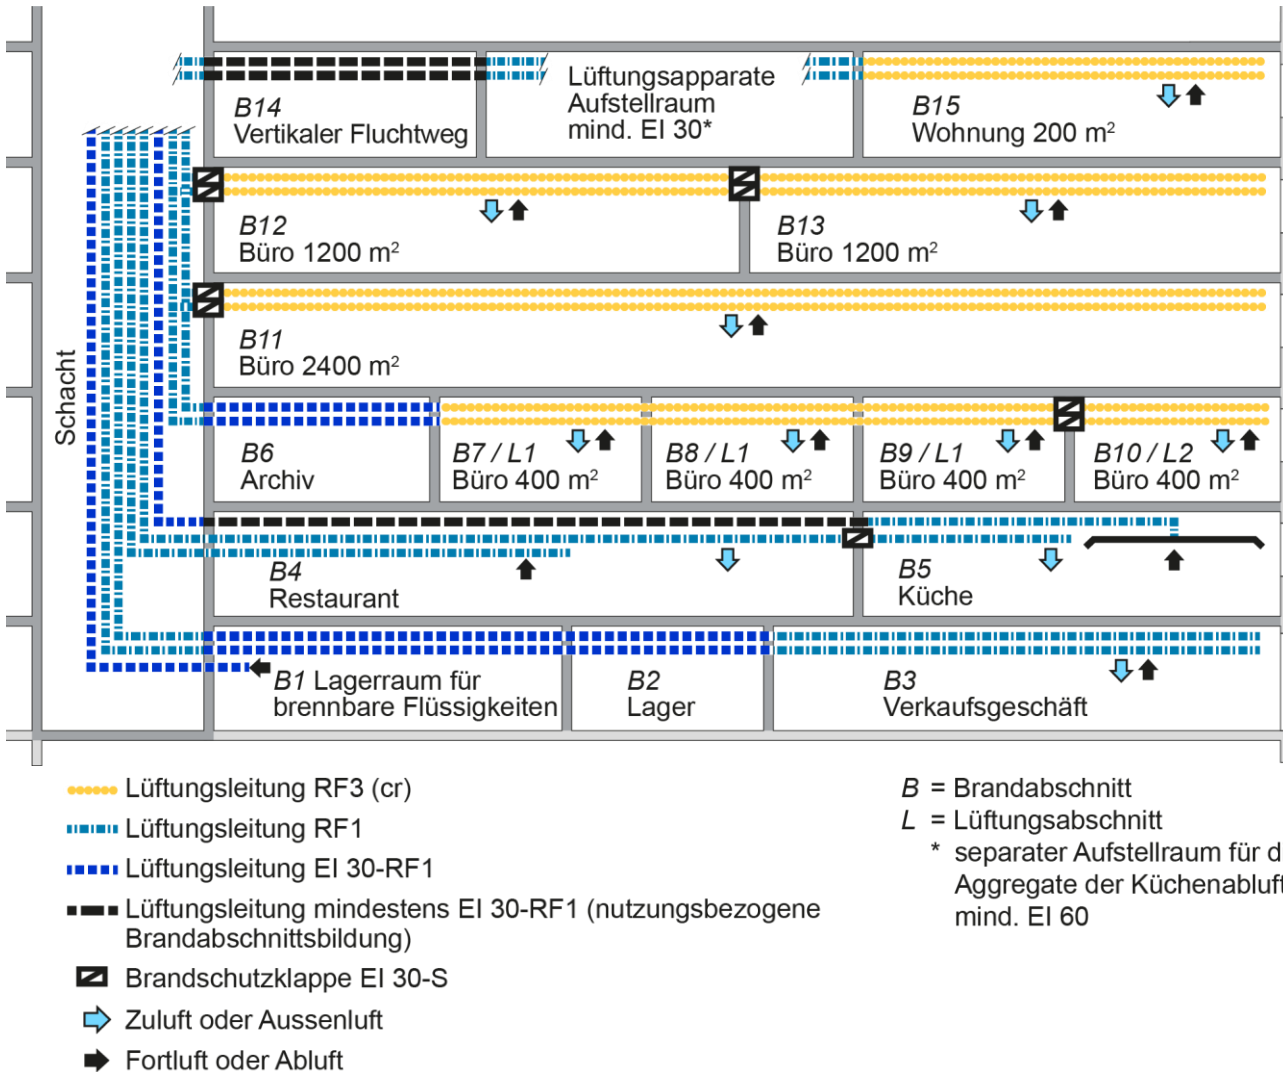 Lüftungsapparate
Aufstellraum
mind. EI 30*
B14
Vertikaler Fluchtweg
B15
Wohnung 200 m²
B12
Büro 1200 m²
B13
Büro 1200 m²
B11
Büro 2400 m²
Schacht
B6
Archiv
B7 / L1
Büro 400 m²
B8 / L1
Büro 400 m²
B9 / L1
Büro 400 m²
B10 / L2
Büro 400 m²
B4
Restaurant
B5
Küche
B1 Lagerraum für
brennbare Flüssigkeiten
B2
Lager
B3
Verkaufsgeschäft
Lüftungsleitung RF3 (cr)
Lüftungsleitung RF1
Lüftungsleitung EI 30-RF1
Lüftungsleitung mindestens EI 30-RF1 (nutzungsbezogene
Brandabschnittsbildung)
Brandschutzklappe EI 30-S
Zuluft oder Aussenluft
Fortluft oder Abluft
B = Brandabschnitt
L = Lüftungsabschnitt
* separater Aufstellraum für
Aggregate der Küchenabluft
mind. EI 60